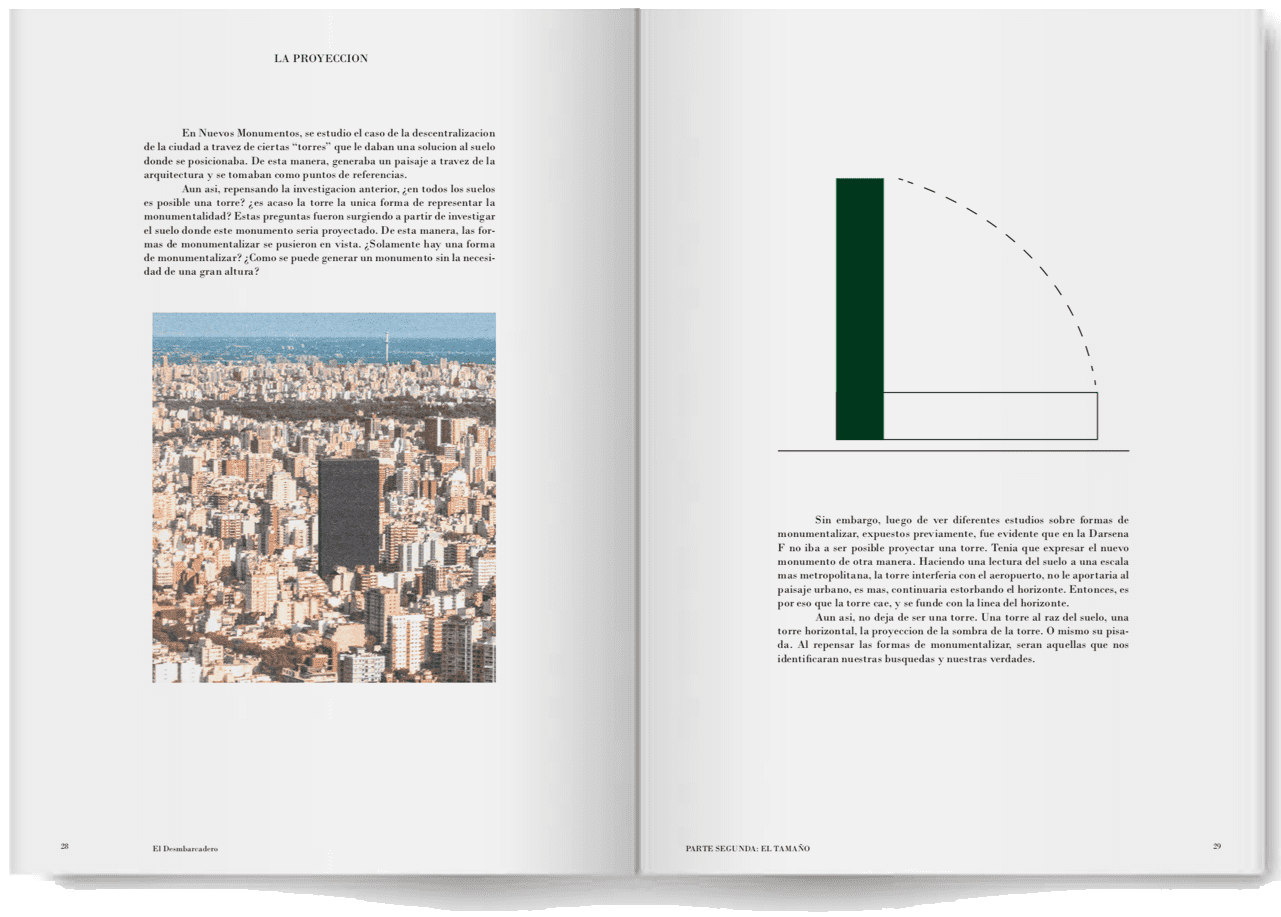 LA PROYECCION
En Nuevos Monumentos, se estudio el caso de la descentralizacion
de la ciudad a travez de ciertas “torres” que le daban una solucion al suelo
donde se posicionaba. De esta manera, generaba un paisaje a travez de la
arquitectura y se tomaban como puntos de referencias.
Aun asi, repensando la investigacion anterior, ¿en todos los suelos
es posible una torre? ¿es acaso la torre la unica forma de representar la
monumentalidad? Estas preguntas fueron surgiendo a partir de investigar
el suelo donde este monumento seria proyectado. De esta manera, las for-
mas de monumentalizar se pusieron en vista. ¿Solamente hay una forma
de monumentalizar? ¿Como se puede generar un monumento sin la necesi-
dad de una gran altura?
28
El Desmbarcadero
Sin embargo, luego de ver diferentes estudios sobre formas de
monumentalizar, expuestos previamente, fue evidente que en la Darsena
F no iba a ser posible proyectar una torre. Tenia que expresar el nuevo
monumento de otra manera. Haciendo una lectura del suelo a una escala
mas metropolitana, la torre interferia con el aeropuerto, no le aportaria al
paisaje urbano, es mas, continuaria estorbando el horizonte. Entonces, es
por eso que la torre cae, y se funde con la linea del horizonte.
Aun asi, no deja de ser una torre. Una torre al raz del suelo, una
torre horizontal, la proyeccion de la sombra de la torre. O mismo su pisa-
da. Al repensar las formas de monumentalizar, seran aquellas que nos
identificaran nuestras busquedas y nuestras verdades.
PARTE SEGUNDA: EL TAMAÑO
29